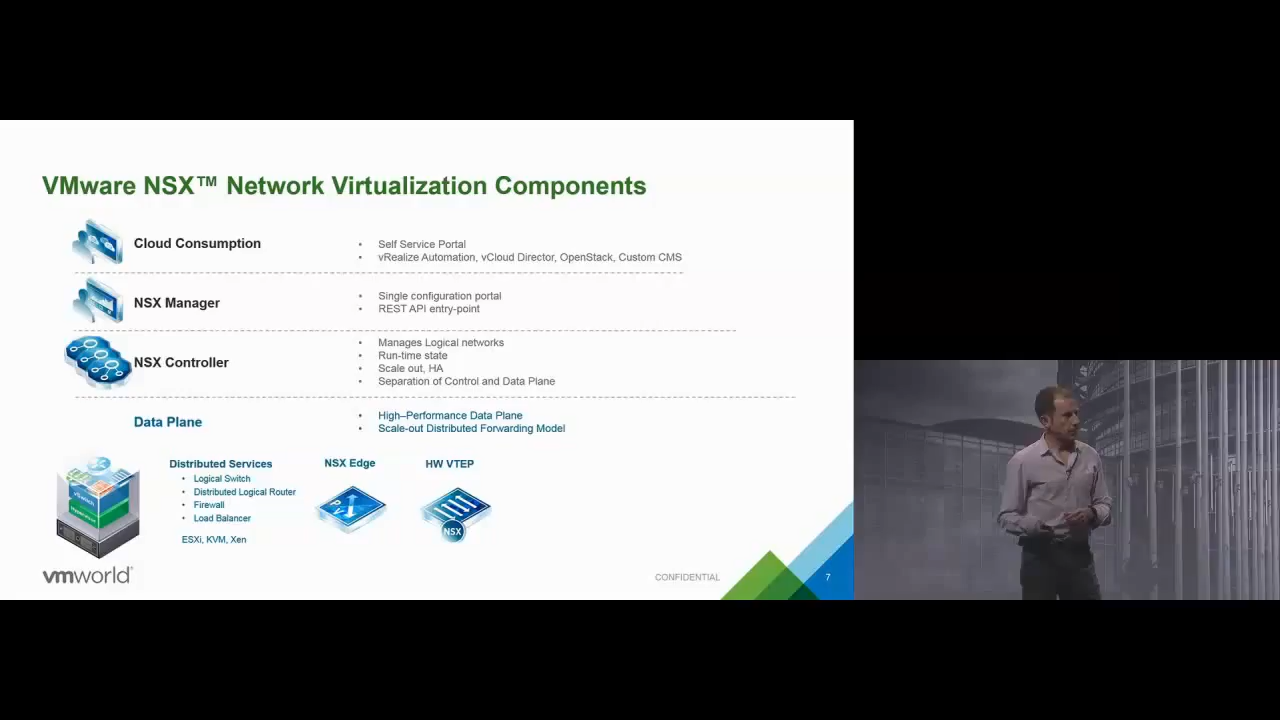 VMware NSX™ Network Virtualization Components
Cloud Consumption
• Self Service Portal
• vRealize Automation, vCloud Director, OpenStack, Custom CMS
NSX Manager
• Single configuration portal
• REST API entry-point
NSX Controller
• Manages Logical networks
• Run-time state
• Scale out, HA
• Separation of Control and Data Plane
Data Plane
• High–Performance Data Plane
• Scale-out Distributed Forwarding Model
vSwitch
Hypervisor
Distributed Services
• Logical Switch
• Distributed Logical Router
• Firewall
• Load Balancer
ESXi, KVM, Xen
NSX Edge
HW VTEP
NSX
vmworld®
CONFIDENTIAL
7